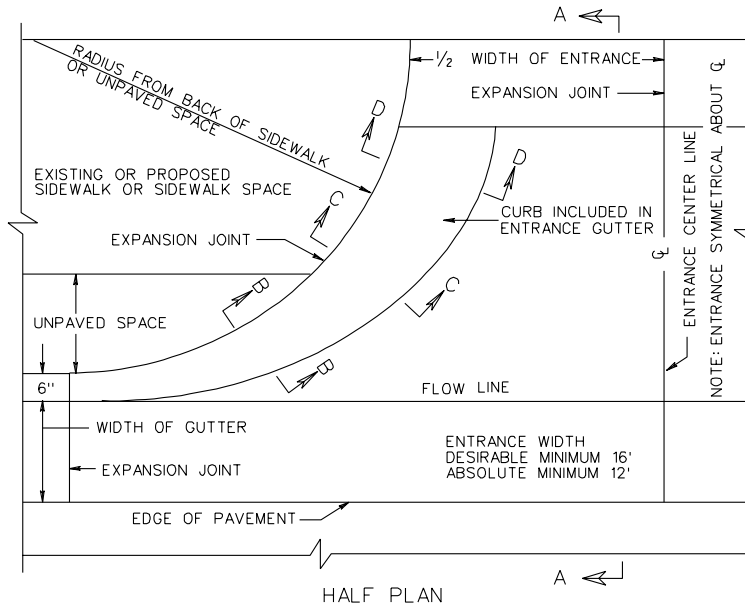 A
½ WIDTH OF ENTRANCE
RADIUS FROM BACK OF SIDEWALK
OR UNPAVED SPACE
EXPANSION JOINT
D
D
EXISTING OR PROPOSED
SIDEWALK OR SIDEWALK SPACE
C
CURB INCLUDED IN
ENTRANCE GUTTER
EXPANSION JOINT
B
C
UNPAVED SPACE
B
6"
FLOW LINE
WIDTH OF GUTTER
ENTRANCE WIDTH
DESIRABLE MINIMUM 16'
ABSOLUTE MINIMUM 12'
EXPANSION JOINT
EDGE OF PAVEMENT
℄
ENTRANCE CENTER LINE
NOTE: ENTRANCE SYMMETRICAL ABOUT ℄
A
HALF PLAN